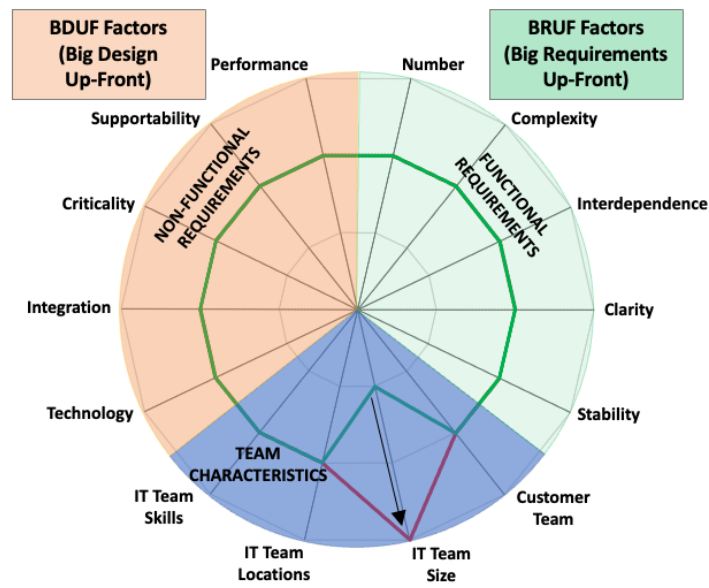 BDUF Factors
(Big Design
Up-Front)
BRUF Factors
(Big Requirements
Up-Front)
Performance
Number
Supportability
Complexity
Criticality
Interdependence
NON-FUNCTIONAL
REQUIREMENTS
FUNCTIONAL
REQUIREMENTS
Integration
Clarity
Technology
Stability
TEAM
CHARACTERISTICS
IT Team
Skills
Customer
Team
IT Team
Locations
IT Team
Size